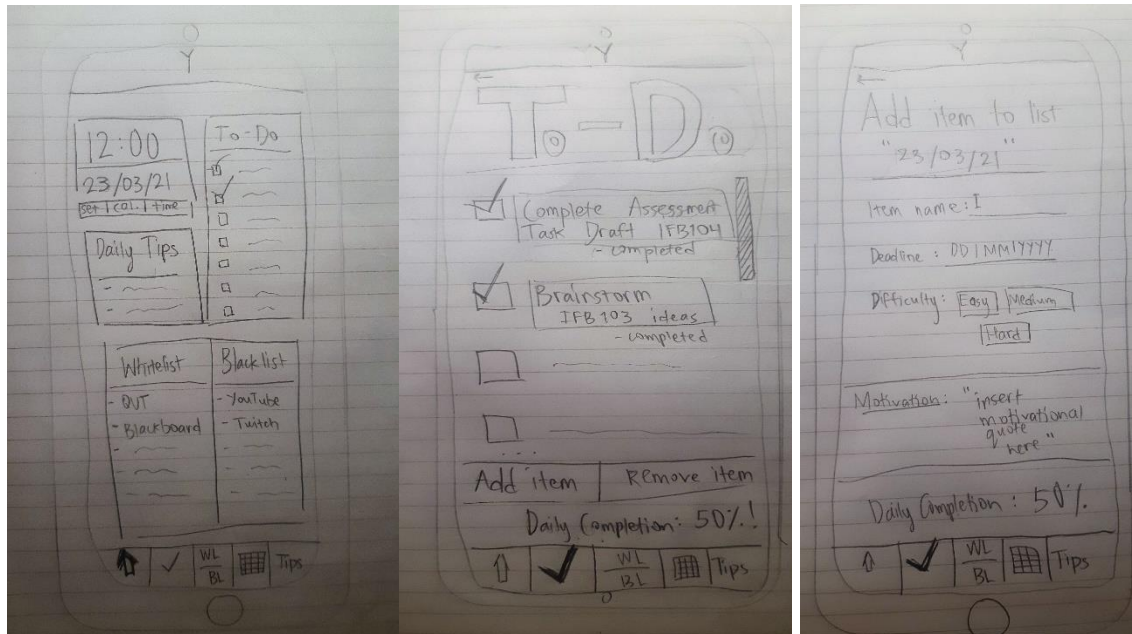 Y
12:00
23/03/21
set | cal. | time
To-Do
Daily Tips
-
-
-
Whitelist
- QUT
- Blackboard
-
-
Blacklist
- YouTube
- Twitch
-
-
WL
BL
Tips
Y
←
To-Do
Complete Assessment
Task Draft IFB104
- completed
Brainstorm
IFB103 ideas
- completed
...
Add item | Remove item
Daily Completion: 50%!
WL
BL
Tips
Y
←
Add item to list
"23/03/21"
Item name: I
Deadline: DD/MM/YYYY
Difficulty: Easy Medium
Hard
Motivation: "insert
motivational
quote
here"
Daily Completion: 50%
WL
BL
Tips